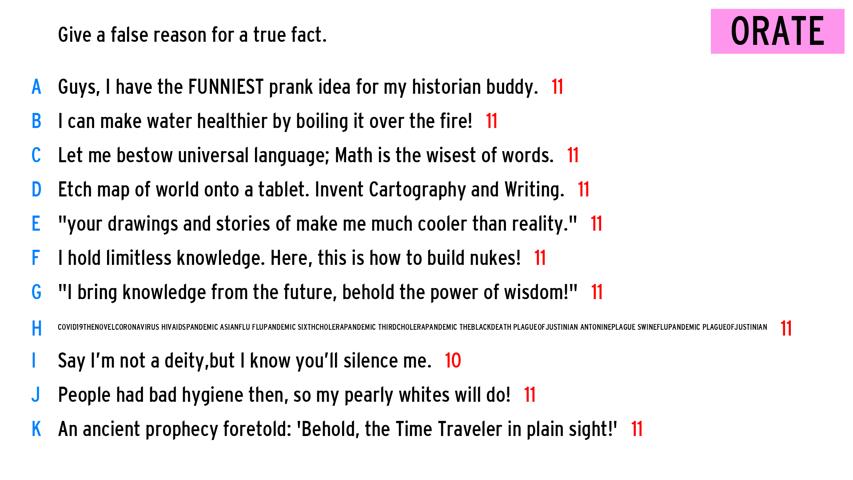 Give a false reason for a true fact.
ORATE
A Guys, I have the FUNNIEST prank idea for my historian buddy. 11
B I can make water healthier by boiling it over the fire! 11
C Let me bestow universal language; Math is the wisest of words. 11
D Etch map of world onto a tablet. Invent Cartography and Writing. 11
E "your drawings and stories of make me much cooler than reality." 11
F I hold limitless knowledge. Here, this is how to build nukes! 11
G "I bring knowledge from the future, behold the power of wisdom!" 11
H COVID19THENOVELCORONAVIRUS HIVAIDSPANDEMIC ASIANFLU FLUPANDEMIC SIXTHCHOLERAPANDEMIC THIRDCHOLERAPANDEMIC THEBLACKDEATH PLAGUEOFJUSTINIAN ANTONINEPLAGUE SWINEFLUPANDEMIC PLAGUEOFJUSTINIAN 11
I Say I'm not a deity,but I know you'll silence me. 10
J People had bad hygiene then, so my pearly whites will do! 11
K An ancient prophecy foretold: 'Behold, the Time Traveler in plain sight!' 11